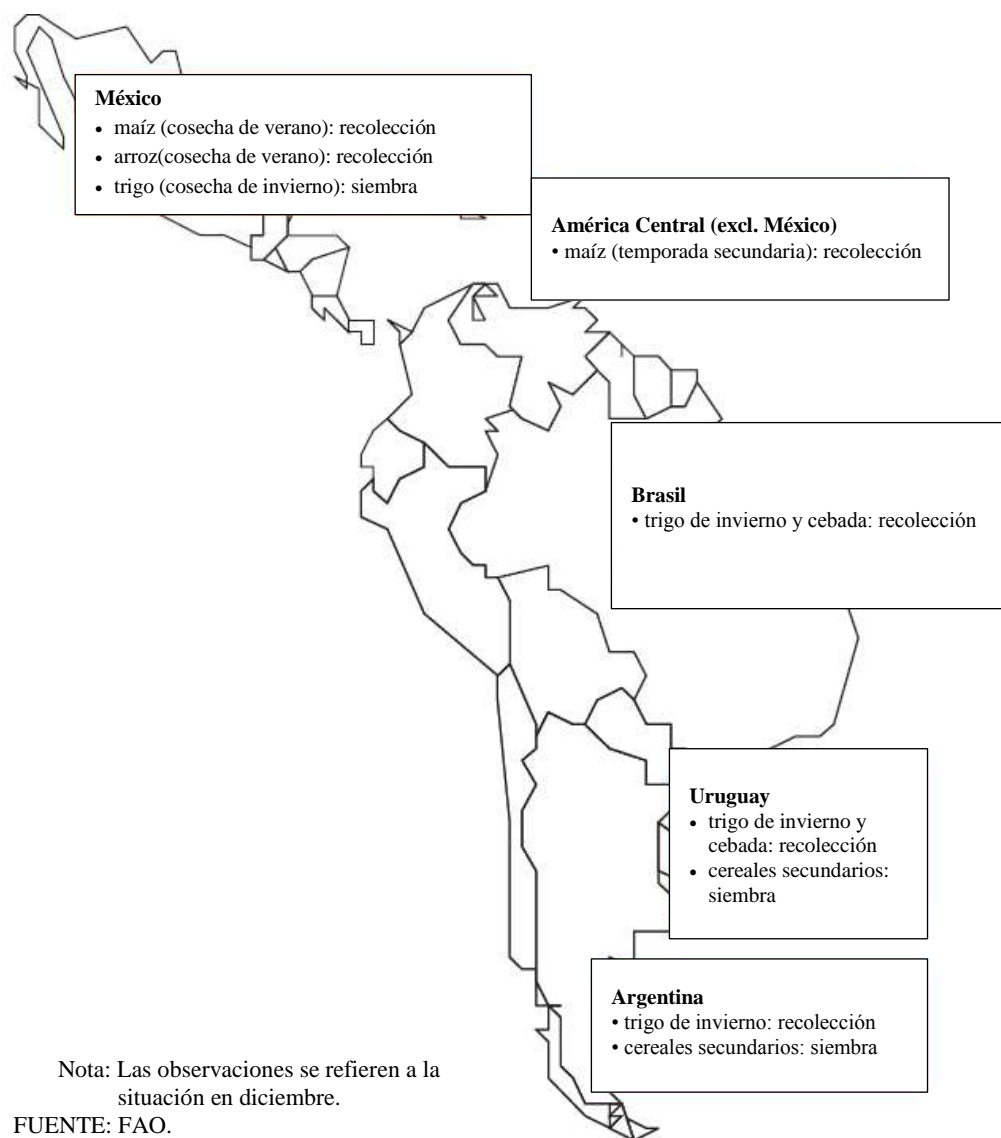 México
• maíz (cosecha de verano): recolección
• arroz(cosecha de verano): recolección
• trigo (cosecha de invierno): siembra
América Central (excl. México)
• maíz (temporada secundaria): recolección
Brasil
• trigo de invierno y cebada: recolección
Uruguay
• trigo de invierno y
cebada: recolección
• cereales secundarios:
siembra
Argentina
• trigo de invierno: recolección
• cereales secundarios: siembra
Nota: Las observaciones se refieren a la
situación en diciembre.
FUENTE: FAO.